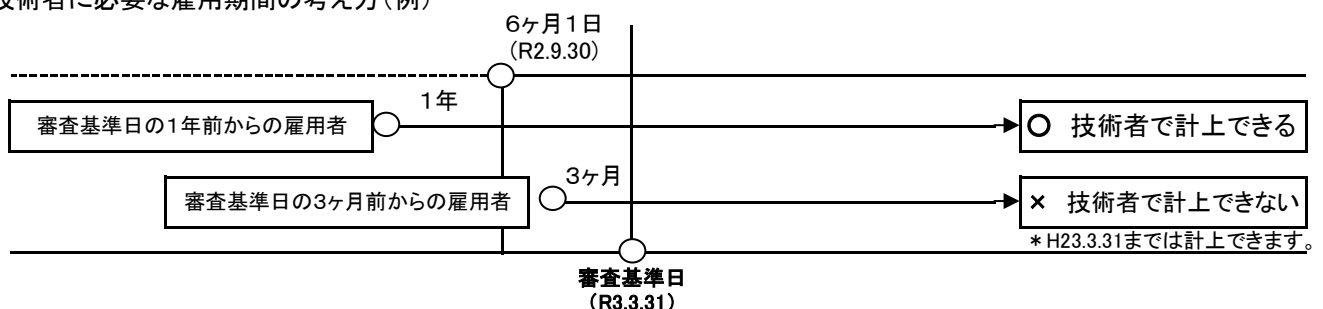 技術者に必要な雇用期間の考え方(例)
6ヶ月1日
(R2.9.30)
1年
審査基準日の1年前からの雇用者
○ 技術者で計上できる
3ヶ月
審査基準日の3ヶ月前からの雇用者
× 技術者で計上できない
*H23.3.31までは計上できます。
審査基準日
(R3.3.31)